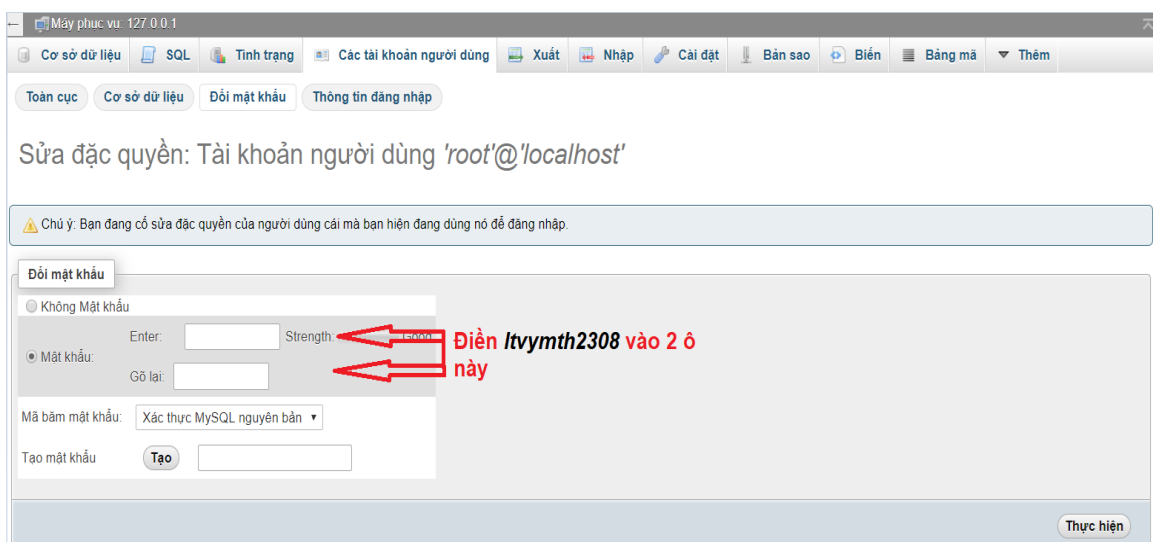 Máy phục vụ: 127.0.0.1
Cơ sở dữ liệu SQL Tình trạng Các tài khoản người dùng Xuất Nhập Cài đặt Bản sao Biến Bảng mã Thêm
Toàn cục Cơ sở dữ liệu Đổi mật khẩu Thông tin đăng nhập
Sửa đặc quyền: Tài khoản người dùng 'root'@'localhost'
Chú ý: Bạn đang cố sửa đặc quyền của người dùng cái mà bạn hiện đang dùng nó để đăng nhập.
Đổi mật khẩu
Không Mật khẩu
Enter: Strength: Good
Điền ltvymth2308 vào 2 ô
Mật khẩu:
này
Gõ lại:
Mã băm mật khẩu: Xác thực MySQL nguyên bản
Tạo mật khẩu Tạo
Thực hiện